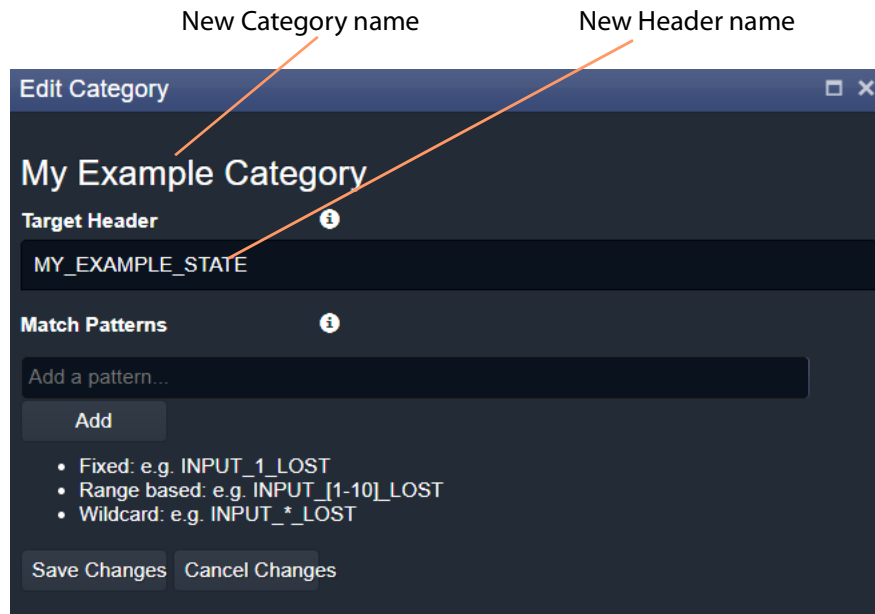 New Category name New Header name
Edit Category
My Example Category
Target Header
MY_EXAMPLE_STATE
Match Patterns
Add a pattern...
Add
• Fixed: e.g. INPUT_1_LOST
• Range based: e.g. INPUT_[1-10]_LOST
• Wildcard: e.g. INPUT_*_LOST
Save Changes Cancel Changes